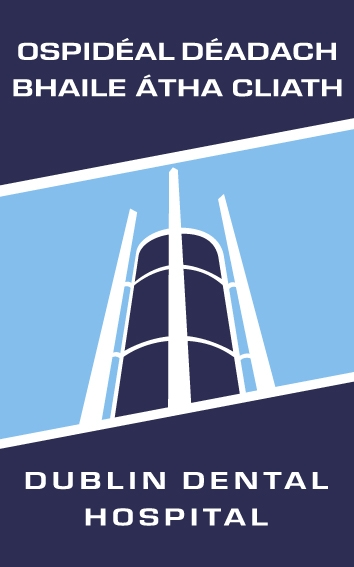 OSPIDÉAL DÉADACH
BHAILE ÁTHA CLIATH
DUBLIN DENTAL
HOSPITAL